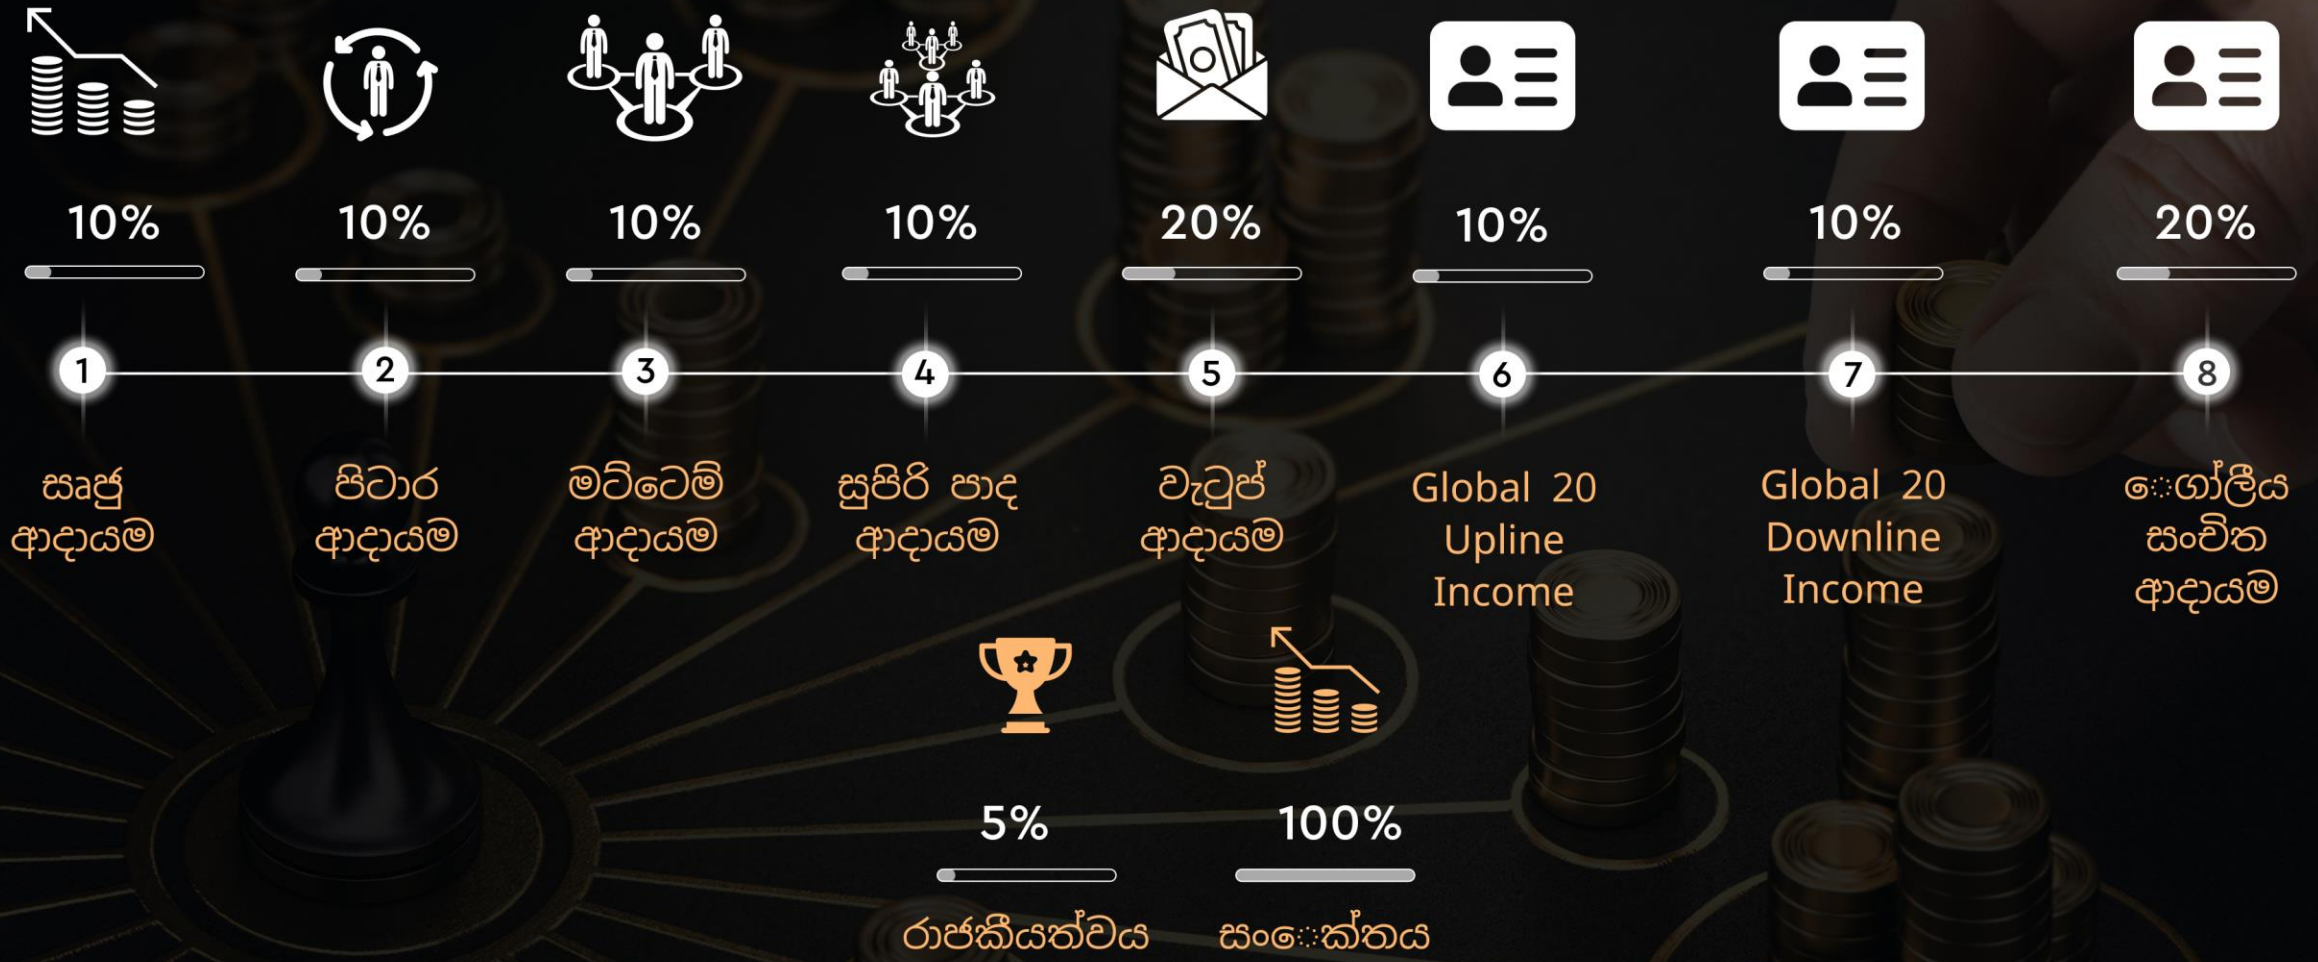 10%
10%
10%
10%
20%
10%
10%
20%
1
2
3
4
5
6
7
8
සෘජු
ආදායම
පිටාර
ආදායම
මට්ටෙම්
ආදායම
සුපිරි පාද
ආදායම
වැටුප්
ආදායම
Global 20
Upline
Income
Global 20
Downline
Income
ෙගා්ලීය
සංචිත
ආදායම
5%
100%
රාජකීයත්වය
සංෙක්තය